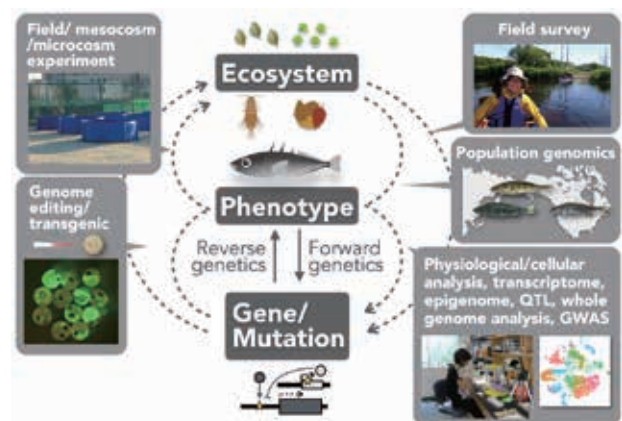 Field/ mesocosm
/microcosm
experiment
Ecosystem
Field survey
Population genomics
Genome
editing/
transgenic
Phenotype
Reverse
genetics
Forward
genetics
Physiological/cellular
analysis, transcriptome,
epigenome, QTL, whole
genome analysis, GWAS
Gene/
Mutation